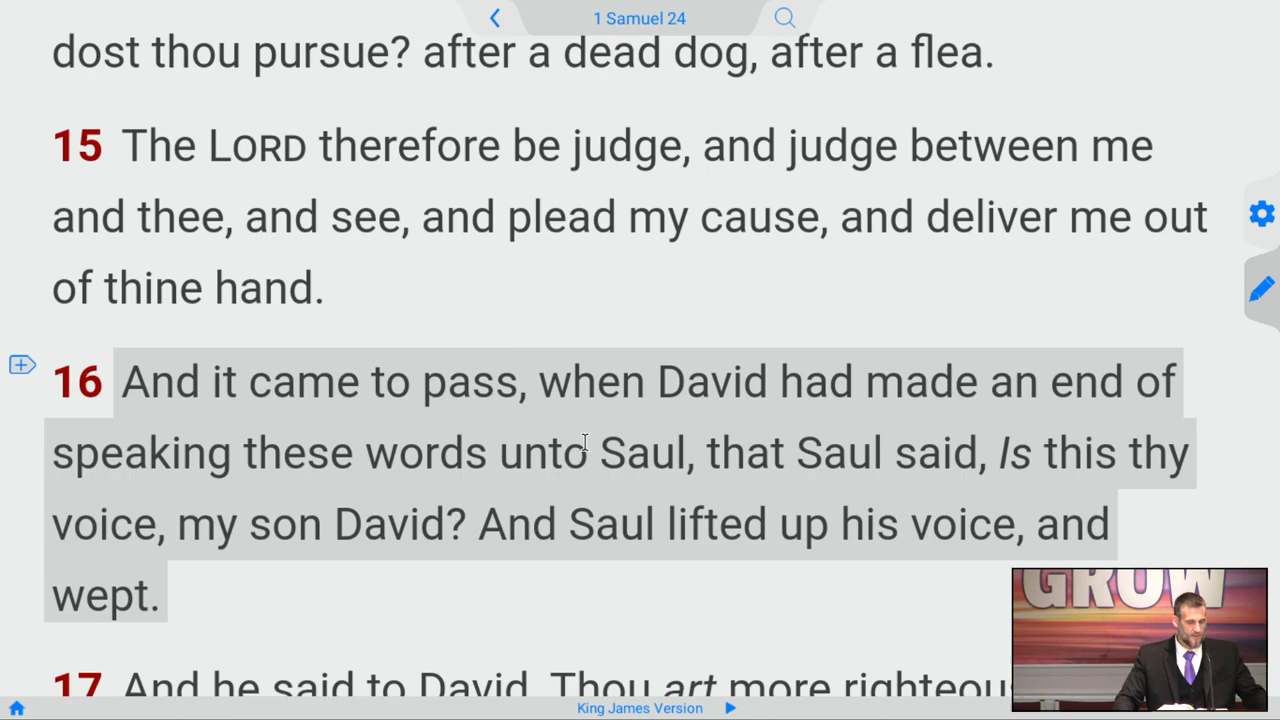 1 Samuel 24
dost thou pursue? after a dead dog, after a flea.
15 The LORD therefore be judge, and judge between me
and thee, and see, and plead my cause, and deliver me out
of thine hand.
16 And it came to pass, when David had made an end of
speaking these words unto Saul, that Saul said, Is this thy
voice, my son David? And Saul lifted up his voice, and
wept.
GROW
17 And he said to David, Thou art more righteous
King James Version